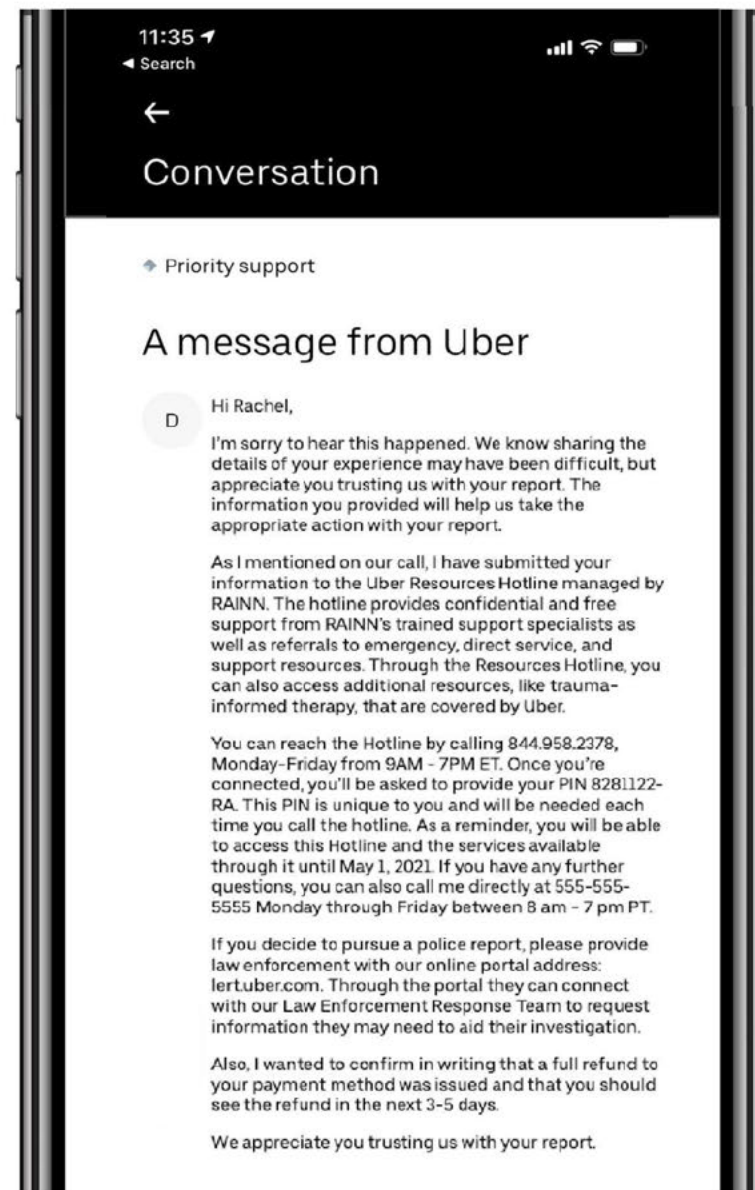 11:35
◄ Search
←
Conversation
Priority support
A message from Uber
D
Hi Rachel,
I'm sorry to hear this happened. We know sharing the
details of your experience may have been difficult, but
appreciate you trusting us with your report. The
information you provided will help us take the
appropriate action with your report.
As I mentioned on our call, I have submitted your
information to the Uber Resources Hotline managed by
RAINN. The hotline provides confidential and free
support from RAINN's trained support specialists as
well as referrals to emergency, direct service, and
support resources. Through the Resources Hotline, you
can also access additional resources, like trauma-
informed therapy, that are covered by Uber.
You can reach the Hotline by calling 844.958.2378,
Monday-Friday from 9AM - 7PM ET. Once you're
connected, you'll be asked to provide your PIN 8281122-
RA. This PIN is unique to you and will be needed each
time you call the hotline. As a reminder, you will be able
to access this Hotline and the services available
through it until May 1, 2021. If you have any further
questions, you can also call me directly at 555-555-
5555 Monday through Friday between 8 am - 7 pm PT.
If you decide to pursue a police report, please provide
law enforcement with our online portal address:
lert.uber.com. Through the portal they can connect
with our Law Enforcement Response Team to request
information they may need to aid their investigation.
Also, I wanted to confirm in writing that a full refund to
your payment method was issued and that you should
see the refund in the next 3-5 days.
We appreciate you trusting us with your report.